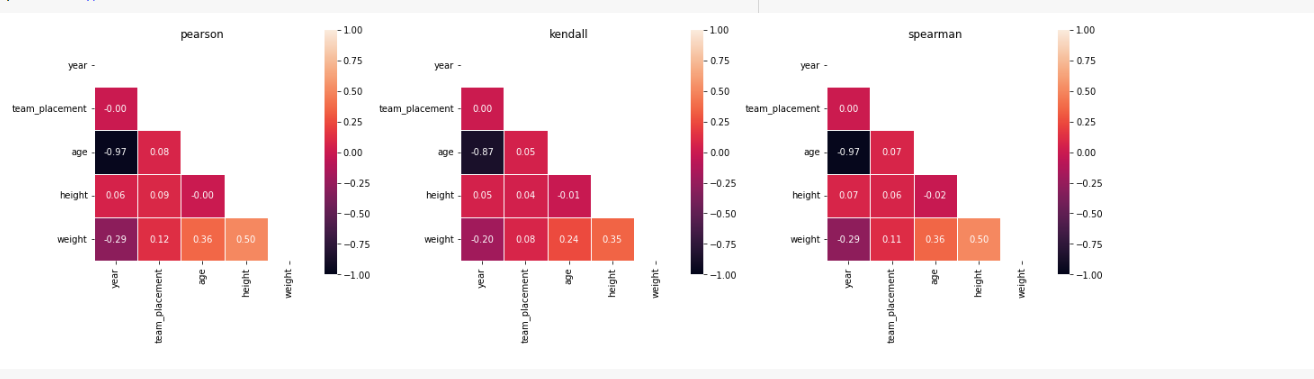 pearson
year
team_placement
age
height
weight
-0.00
-0.97 0.08
0.06 0.09 -0.00
-0.29 0.12 0.36 0.50
year team_placement age height weight
1.00
0.75
0.50
0.25
0.00
−0.25
−0.50
−0.75
−1.00
kendall
year
team_placement
age
height
weight
0.00
-0.87 0.05
0.05 0.04 -0.01
-0.20 0.08 0.24 0.35
year team_placement age height weight
1.00
0.75
0.50
0.25
0.00
−0.25
−0.50
−0.75
−1.00
spearman
year
team_placement
age
height
weight
0.00
-0.97 0.07
0.07 0.06 -0.02
-0.29 0.11 0.36 0.50
year team_placement age height weight
1.00
0.75
0.50
0.25
0.00
−0.25
−0.50
−0.75
−1.00